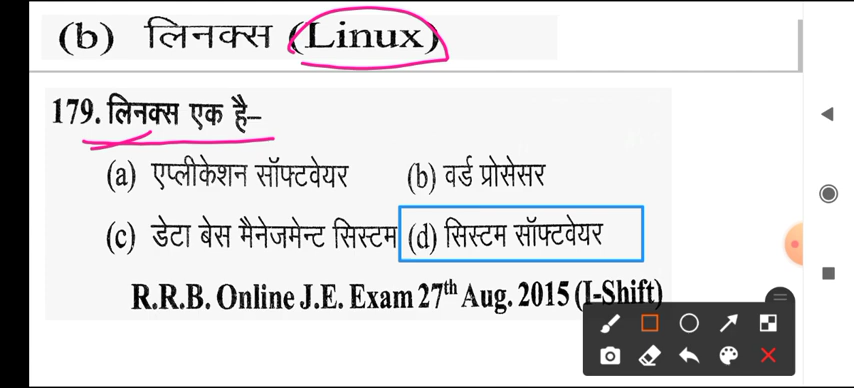 (b) लिनक्स (Linux)
179. लिनक्स एक है–
(a) एप्लीकेशन सॉफ्टवेयर (b) वर्ड प्रोसेसर
(c) डेटा बेस मैनेजमेन्ट सिस्टम (d) सिस्टम सॉफ्टवेयर
R.R.B. Online J.E. Exam 27th Aug. 2015 (I-Shift)